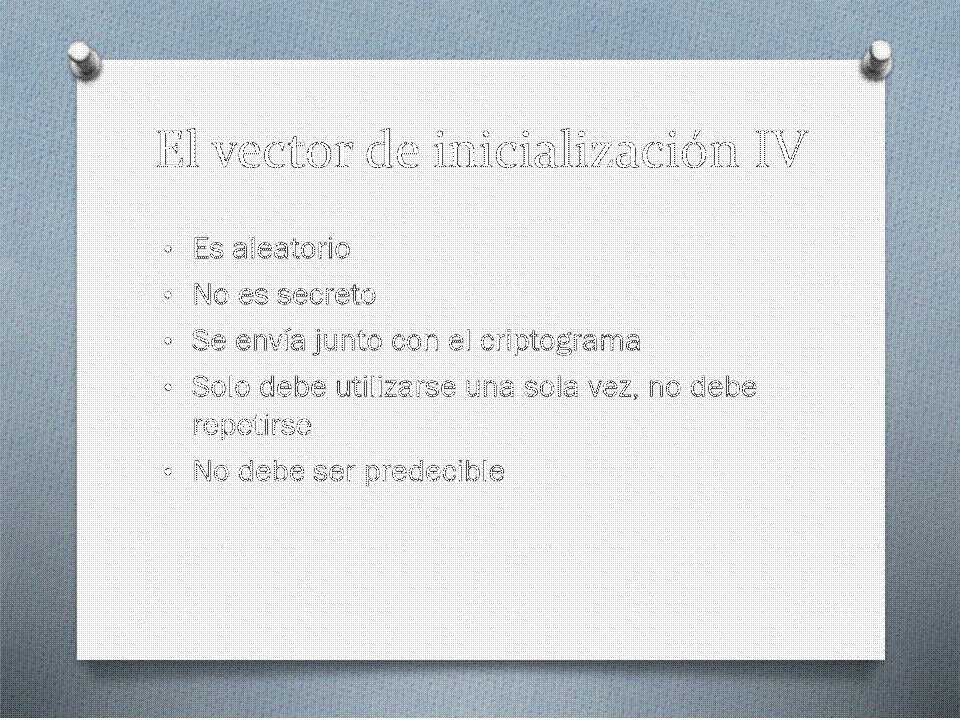 El vector de inicialización IV
• Es aleatorio
• No es secreto
• Se envía junto con el criptograma
• Solo debe utilizarse una sola vez, no debe
repetirse
• No debe ser predecible